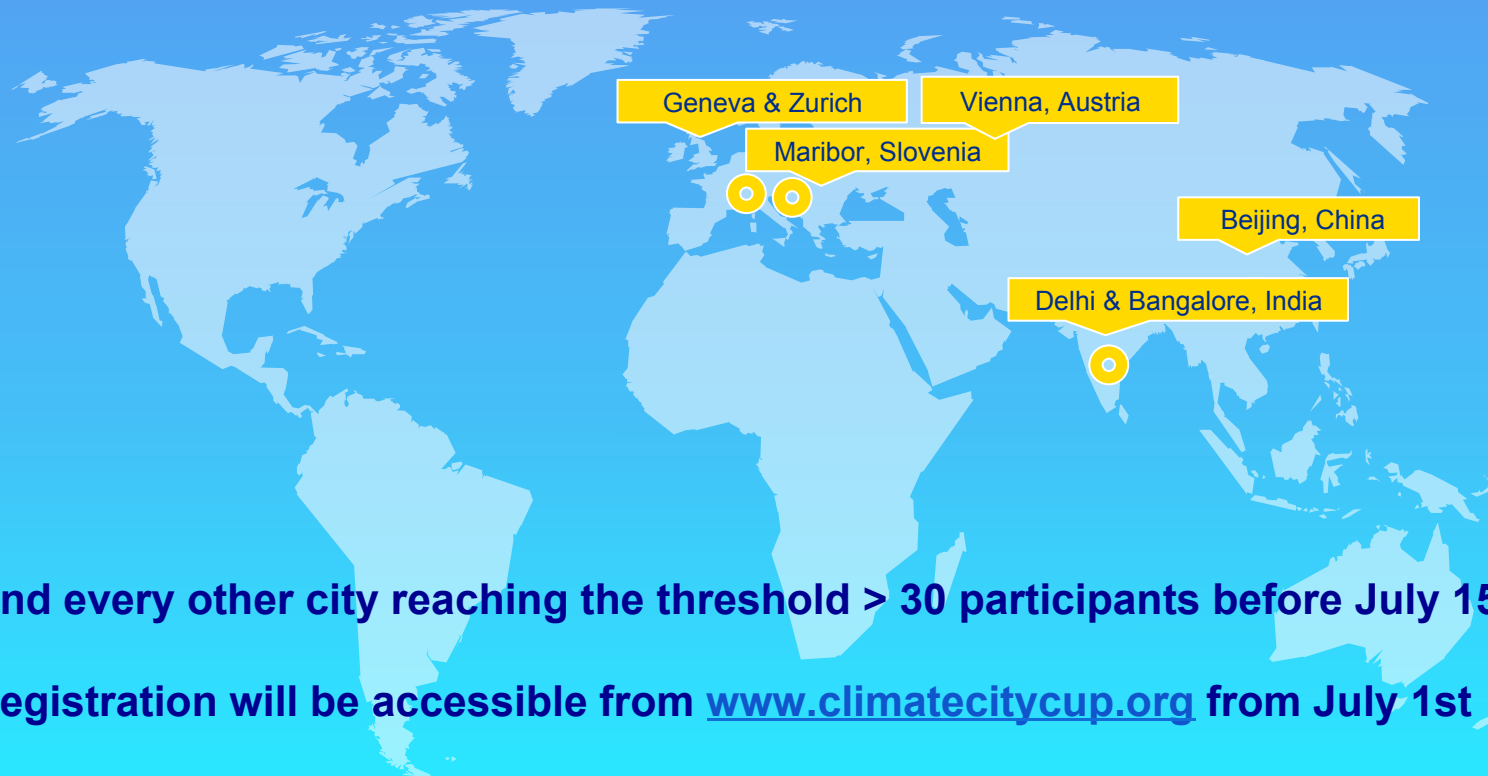 Geneva & Zurich
Vienna, Austria
Maribor, Slovenia
Beijing, China
Delhi & Bangalore, India
nd every other city reaching the threshold > 30 participants before July 15
egistration will be accessible from www.climatecitycup.org from July 1st